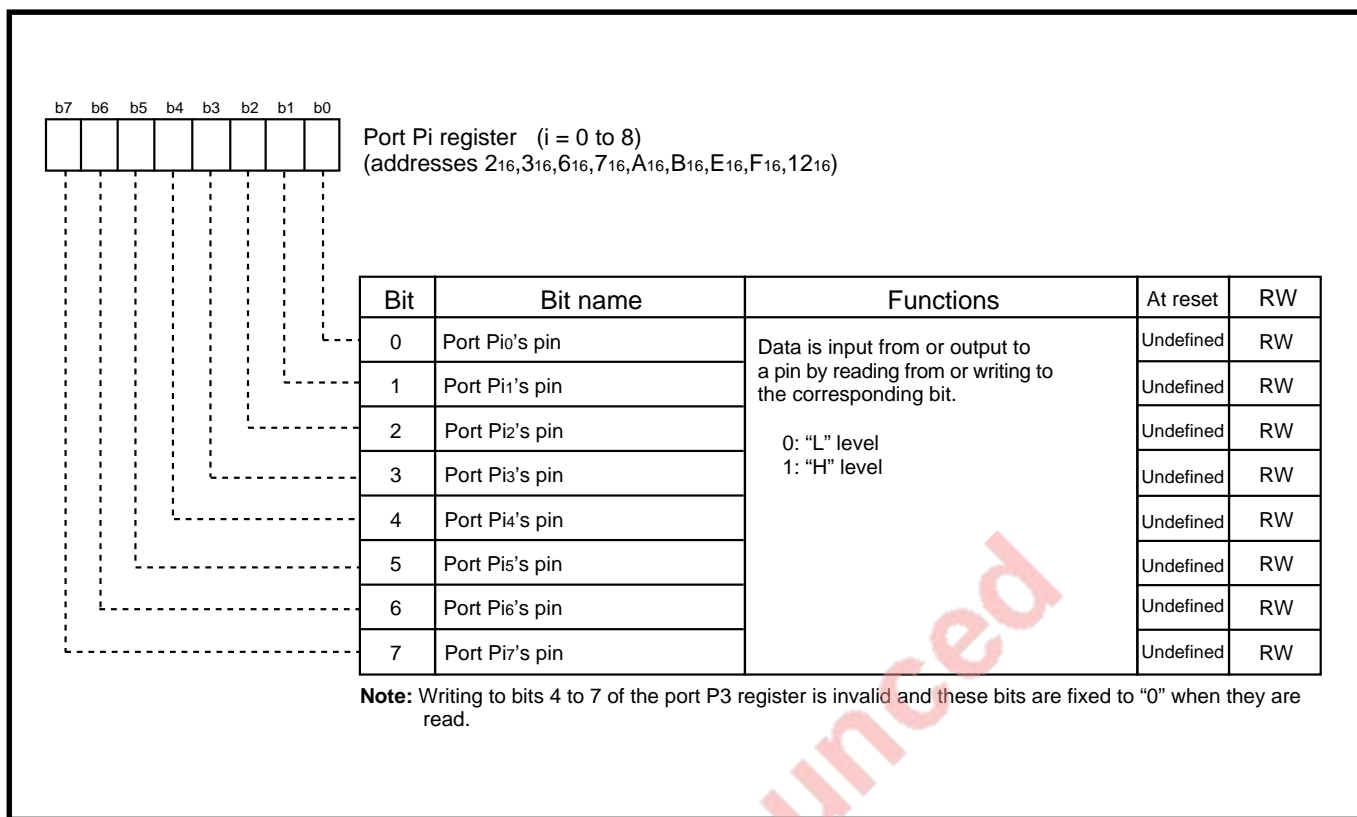 b7 b6 b5 b4 b3 b2 b1 b0
Port Pi register (i = 0 to 8)
(addresses 2₁₆,3₁₆,6₁₆,7₁₆,A₁₆,B₁₆,E₁₆,F₁₆,12₁₆)
Bit Bit name Functions At reset RW
0 Port Pi₀'s pin Data is input from or output to Undefined RW
a pin by reading from or writing to
1 Port Pi₁'s pin the corresponding bit. Undefined RW
2 Port Pi₂'s pin 0: “L” level Undefined RW
3 Port Pi₃'s pin 1: “H” level Undefined RW
4 Port Pi₄'s pin Undefined RW
5 Port Pi₅'s pin Undefined RW
6 Port Pi₆'s pin Undefined RW
7 Port Pi₇'s pin Undefined RW
Note: Writing to bits 4 to 7 of the port P3 register is invalid and these bits are fixed to “0” when they are
read.
unced